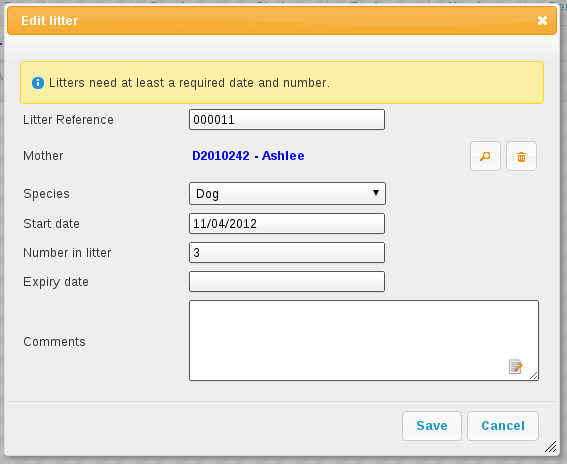 Edit litter
Litters need at least a required date and number.
Litter Reference 000011
Mother D2010242 - Ashlee
Species Dog
Start date 11/04/2012
Number in litter 3
Expiry date
Comments
Save Cancel